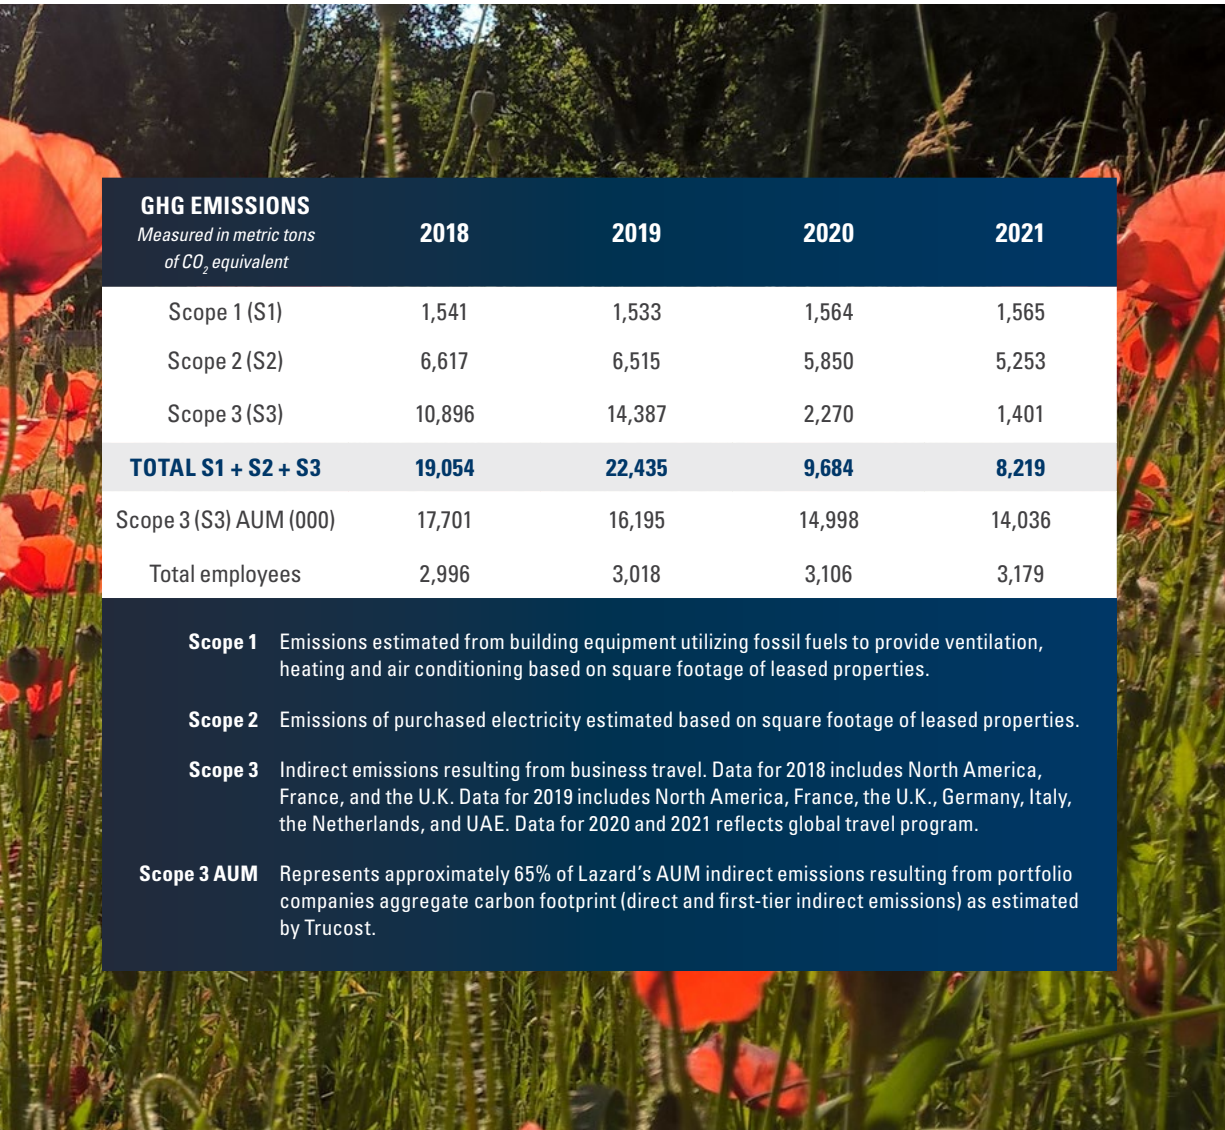 GHG EMISSIONS
Measured in metric tons
of CO2 equivalent
2018 2019 2020 2021
Scope 1 (S1) 1,541 1,533 1,564 1,565
Scope 2 (S2) 6,617 6,515 5,850 5,253
Scope 3 (S3) 10,896 14,387 2,270 1,401
TOTAL S1 + S2 + S3 19,054 22,435 9,684 8,219
Scope 3 (S3) AUM (000) 17,701 16,195 14,998 14,036
Total employees 2,996 3,018 3,106 3,179
Scope 1 Emissions estimated from building equipment utilizing fossil fuels to provide ventilation,
heating and air conditioning based on square footage of leased properties.
Scope 2 Emissions of purchased electricity estimated based on square footage of leased properties.
Scope 3 Indirect emissions resulting from business travel. Data for 2018 includes North America,
France, and the U.K. Data for 2019 includes North America, France, the U.K., Germany, Italy,
the Netherlands, and UAE. Data for 2020 and 2021 reflects global travel program.
Scope 3 AUM Represents approximately 65% of Lazard's AUM indirect emissions resulting from portfolio
companies aggregate carbon footprint (direct and first-tier indirect emissions) as estimated
by Trucost.